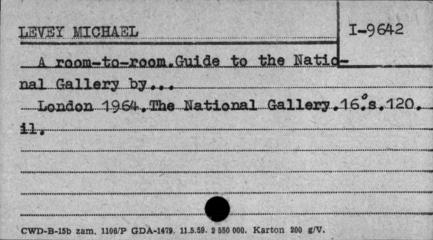 LEVEY MICHAEL
I-9642
A room-to-room.Guide to the Natio-
nal Gallery by...
London 1964.The National Gallery.16°s.120.
il.
CWD-B-15b zam. 1106/P GDA-1479. 11.5.59. 2 550 000. Karton 200 g/V.